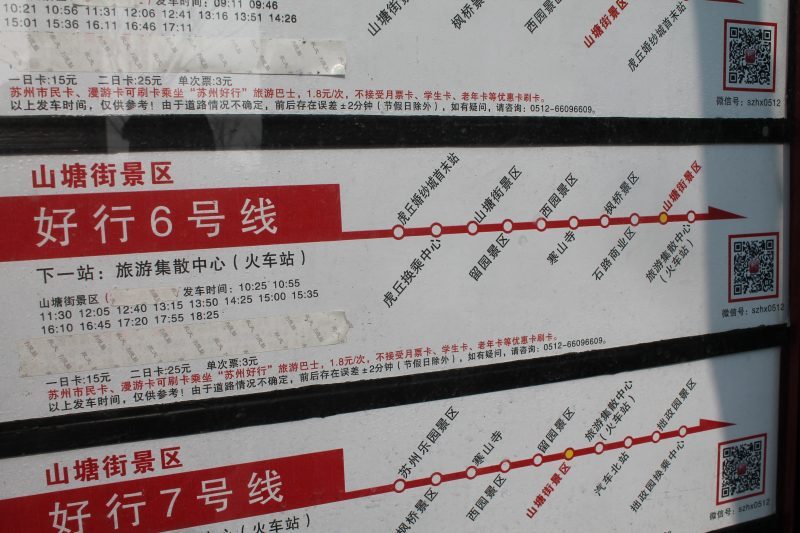 发车时间：09:11 09:46
10:21 10:56 11:31 12:06 12:41 13:16 13:51 14:26
15:01 15:36 16.11 16:46 17:11
山塘街景区
枫桥景区
西园景区
山塘街景区
虎丘婚纱城首末站
一日卡:15元 二日卡:25元 单次票:3元
苏州市民卡、漫游卡可刷卡乘坐“苏州好行”旅游巴士，1.8元/次，不接受月票卡、学生卡、老年卡等优惠卡刷卡。
以上发车时间，仅供参考！由于道路情况不确定，前后存在误差±2分钟（节假日除外），如有疑问，请咨询：0512-66096609。
微信号：szhx0512
山塘街景区
好行6号线
下一站：旅游集散中心（火车站）
山塘街景区（ 发车时间：10:25 10:55
11:30 12:05 12:40 13:15 13:50 14:25 15:00 15:35
16:10 16:45 17:20 17:55 18:25
虎丘婚纱城首末站
虎丘换乘中心
山塘街景区
留园景区
西园景区
寒山寺
枫桥景区
石路商业区
山塘街景区
旅游集散中心
（火车站）
一日卡:15元 二日卡:25元 单次票:3元
苏州市民卡、漫游卡可刷卡乘坐“苏州好行”旅游巴士，1.8元/次，不接受月票卡、学生卡、老年卡等优惠卡刷卡。
以上发车时间，仅供参考！由于道路情况不确定，前后存在误差±2分钟（节假日除外），如有疑问，请咨询：0512-66096609。
微信号：szhx0512
山塘街景区
好行7号线
中心（火车站）
苏州乐园景区
枫桥景区
寒山寺
西园景区
留园景区
山塘街景区
旅游集散中心
（火车站）
汽车北站
拙政园景区
拙政园换乘中心
微信号：szhx0512